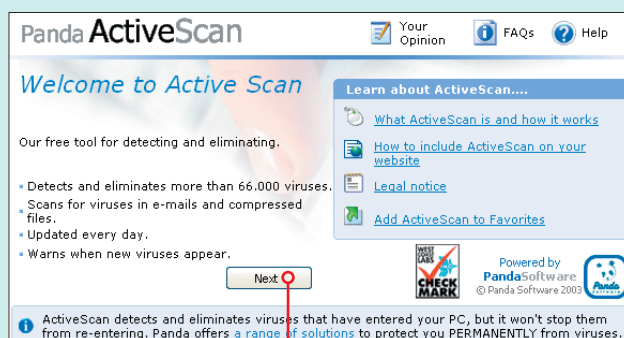 Panda ActiveScan
Your
Opinion
FAQs
Help
Welcome to Active Scan
Our free tool for detecting and eliminating.
Detects and eliminates more than 66.000 viruses.
Scans for viruses in e-mails and compressed
files.
Updated every day.
Warns when new viruses appear.
Next
Learn about ActiveScan....
What ActiveScan is and how it works
How to include ActiveScan on your
website
Legal notice
Add ActiveScan to Favorites
WEST
COAST
LABS
CHECK
MARK
Powered by
PandaSoftware
© Panda Software 2003
Panda
Software
ActiveScan detects and eliminates viruses that have entered your PC, but it won't stop them
from re-entering. Panda offers a range of solutions to protect you PERMANENTLY from viruses.